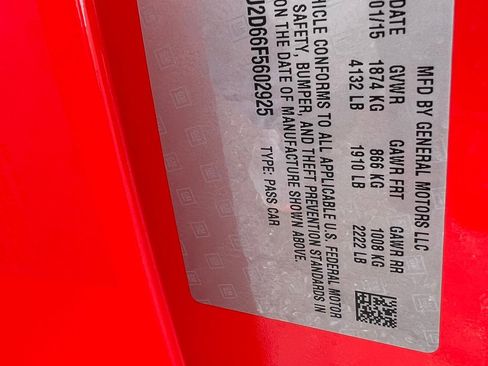 MFD BY GENERAL MOTORS LLC
DATE GVWR GAWR FRT GAWR RR
01/15 1874 KG 866 KG 1008 KG
4132 LB 1910 LB 2222 LB
VEHICLE CONFORMS TO ALL APPLICABLE U.S. FEDERAL MOTOR
SAFETY, BUMPER, AND THEFT PREVENTION STANDARDS IN
ON THE DATE OF MANUFACTURE SHOWN ABOVE.
J2D66F5602925 TYPE: PASS CAR